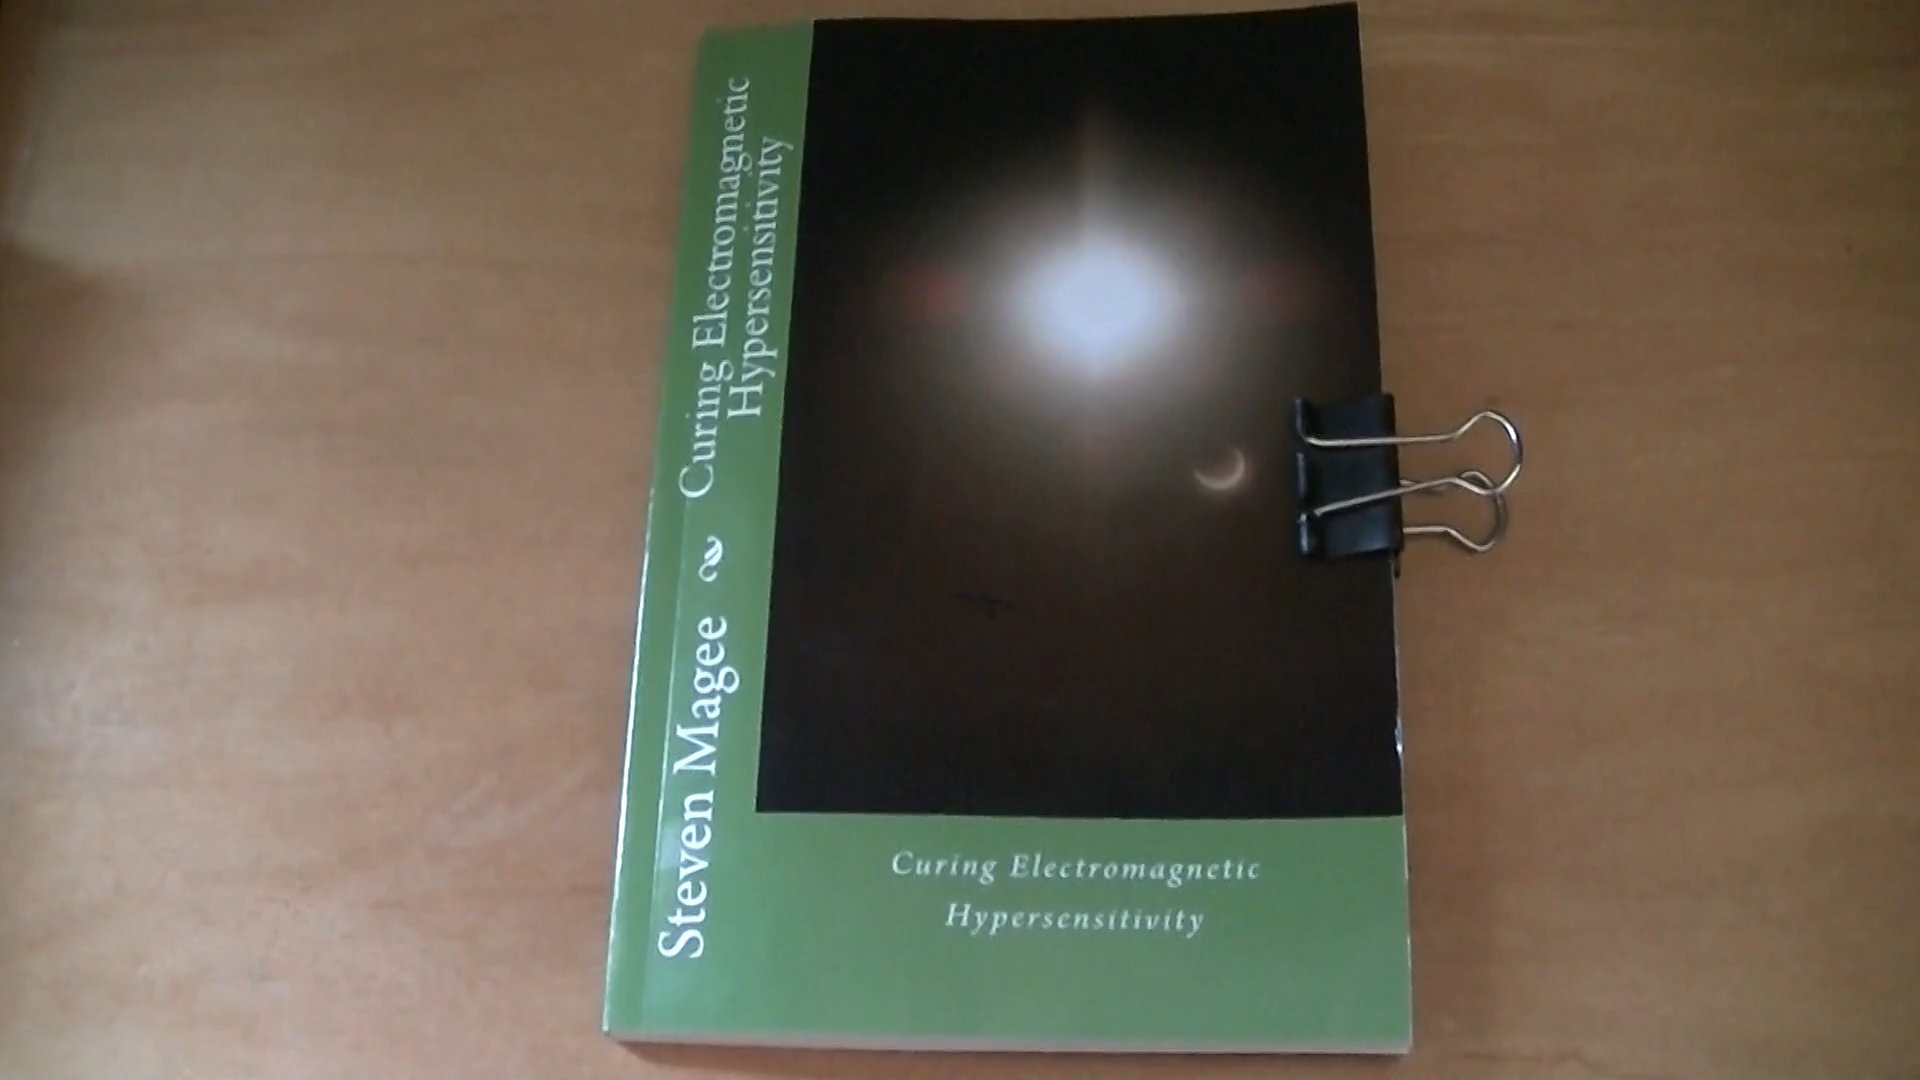 Steven Magee
Curing Electromagnetic
Hypersensitivity
Curing Electromagnetic
Hypersensitivity